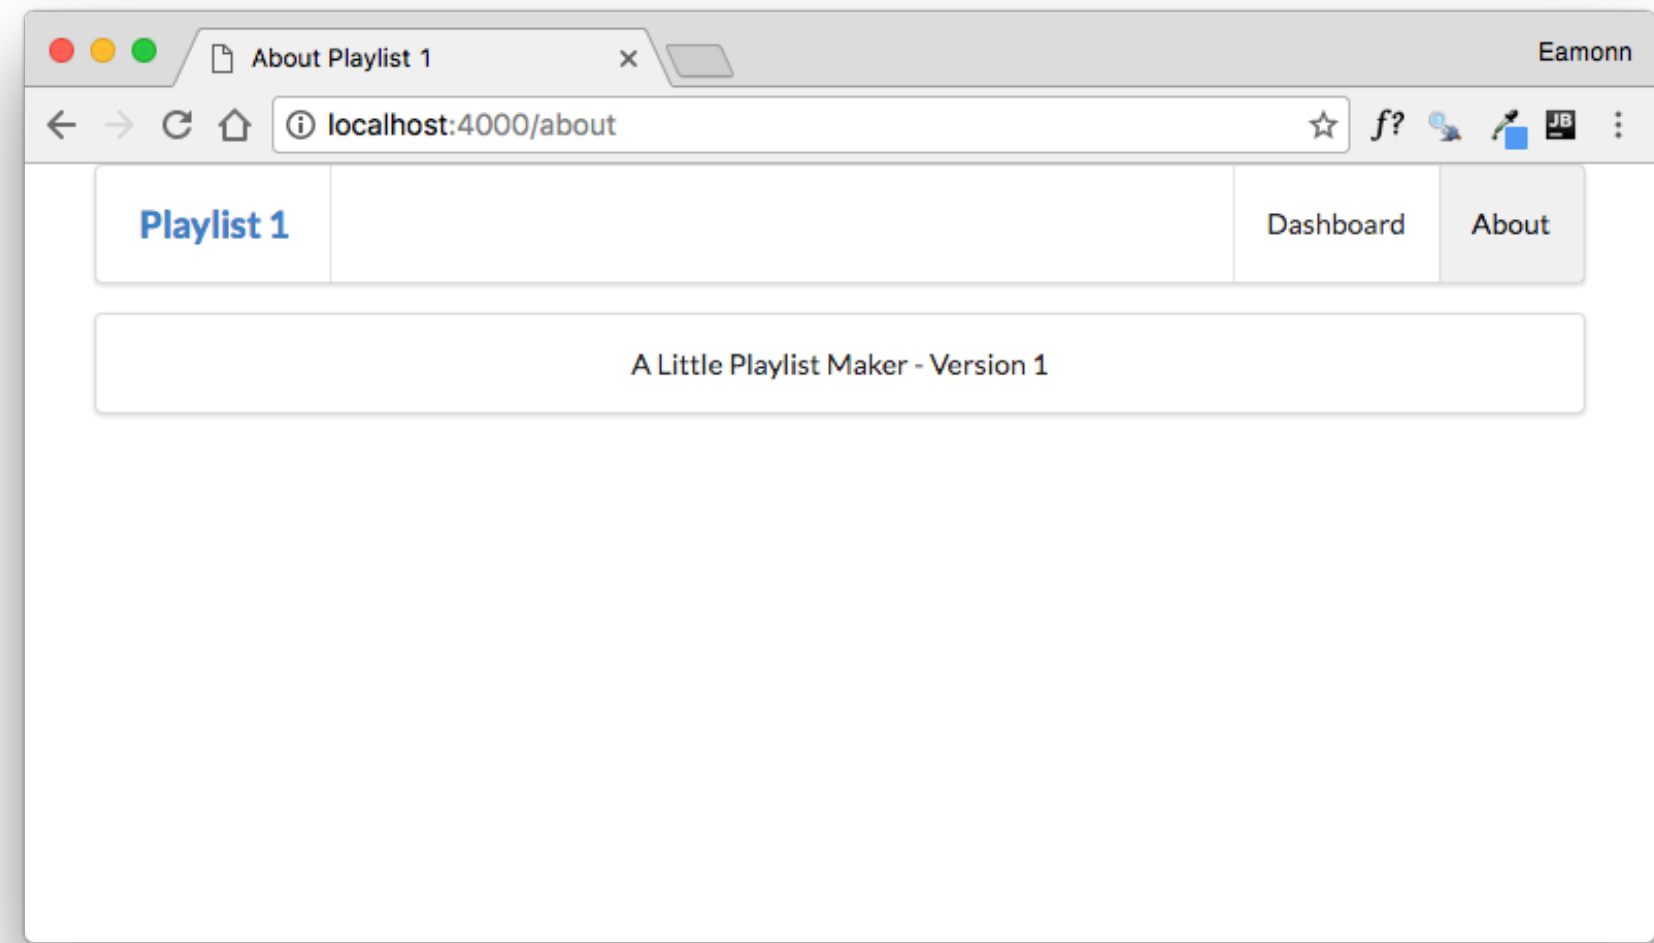 About Playlist 1
Eamonn
localhost:4000/about
f?
JB
Playlist 1
Dashboard
About
A Little Playlist Maker - Version 1